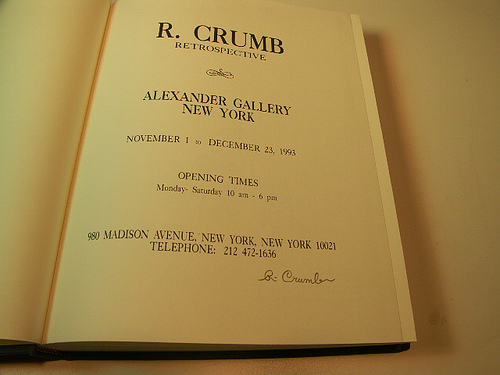 R. CRUMB
RETROSPECTIVE
ALEXANDER GALLERY
NEW YORK
NOVEMBER 1 to DECEMBER 23, 1993
OPENING TIMES
Monday- Saturday 10 am - 6 pm
980 MADISON AVENUE, NEW YORK, NEW YORK 10021
TELEPHONE: 212 472-1636
R. Crumb